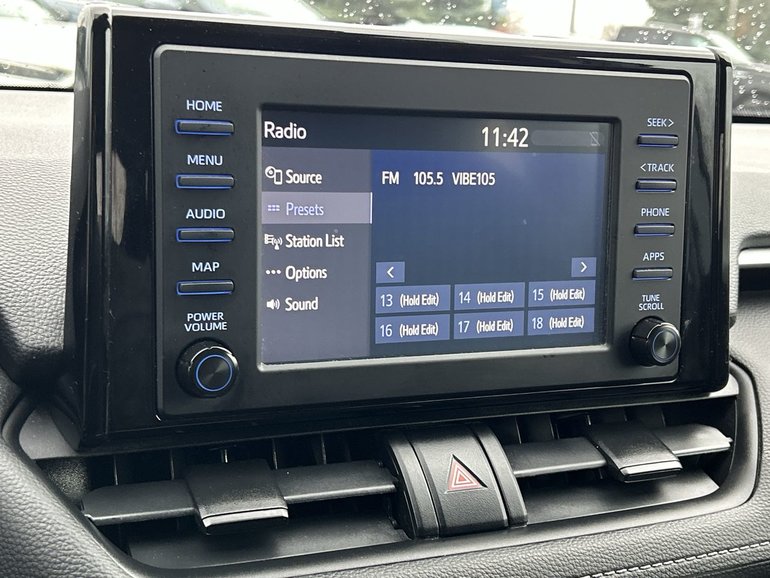 HOME
MENU
AUDIO
MAP
POWER
VOLUME
Radio 11:42
Source
Presets
Station List
Options
Sound
FM 105.5 VIBE105
< >
13 (Hold Edit) 14 (Hold Edit) 15 (Hold Edit)
16 (Hold Edit) 17 (Hold Edit) 18 (Hold Edit)
SEEK >
< TRACK
PHONE
APPS
TUNE
SCROLL